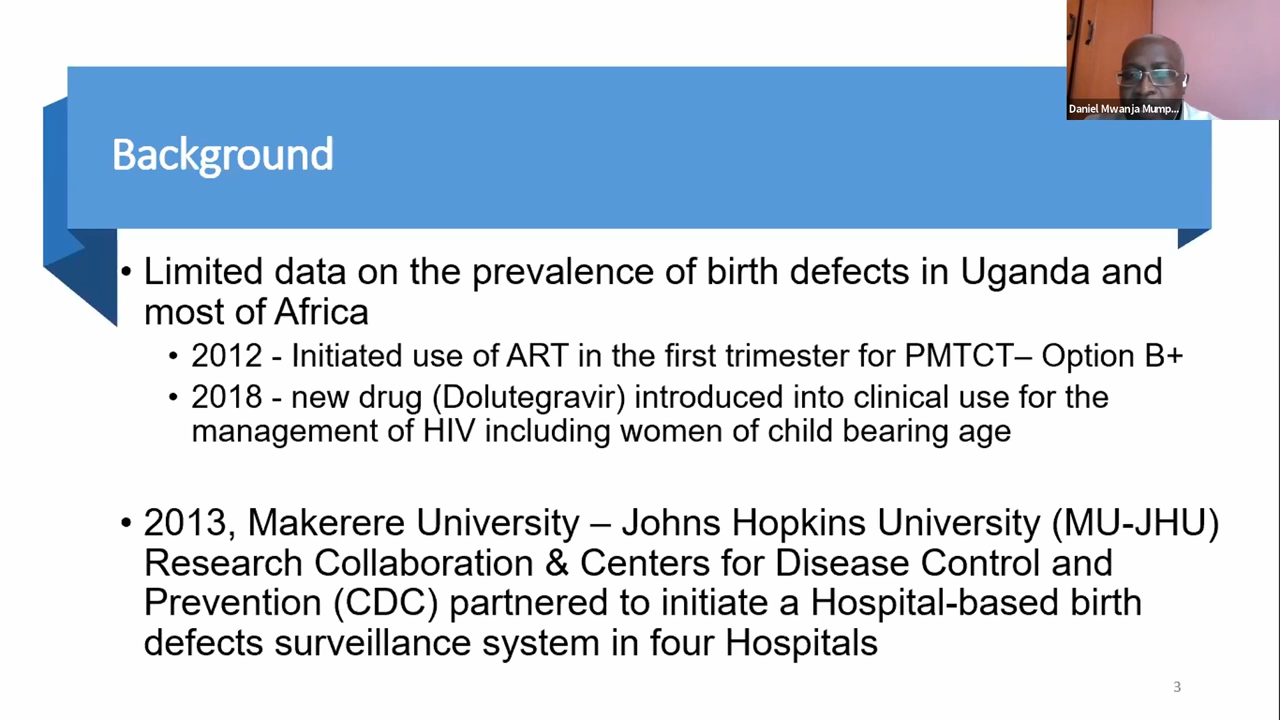 Daniel Mwanja Mump...
Background
• Limited data on the prevalence of birth defects in Uganda and
most of Africa
• 2012 - Initiated use of ART in the first trimester for PMTCT– Option B+
• 2018 - new drug (Dolutegravir) introduced into clinical use for the
management of HIV including women of child bearing age
• 2013, Makerere University – Johns Hopkins University (MU-JHU)
Research Collaboration & Centers for Disease Control and
Prevention (CDC) partnered to initiate a Hospital-based birth
defects surveillance system in four Hospitals
3